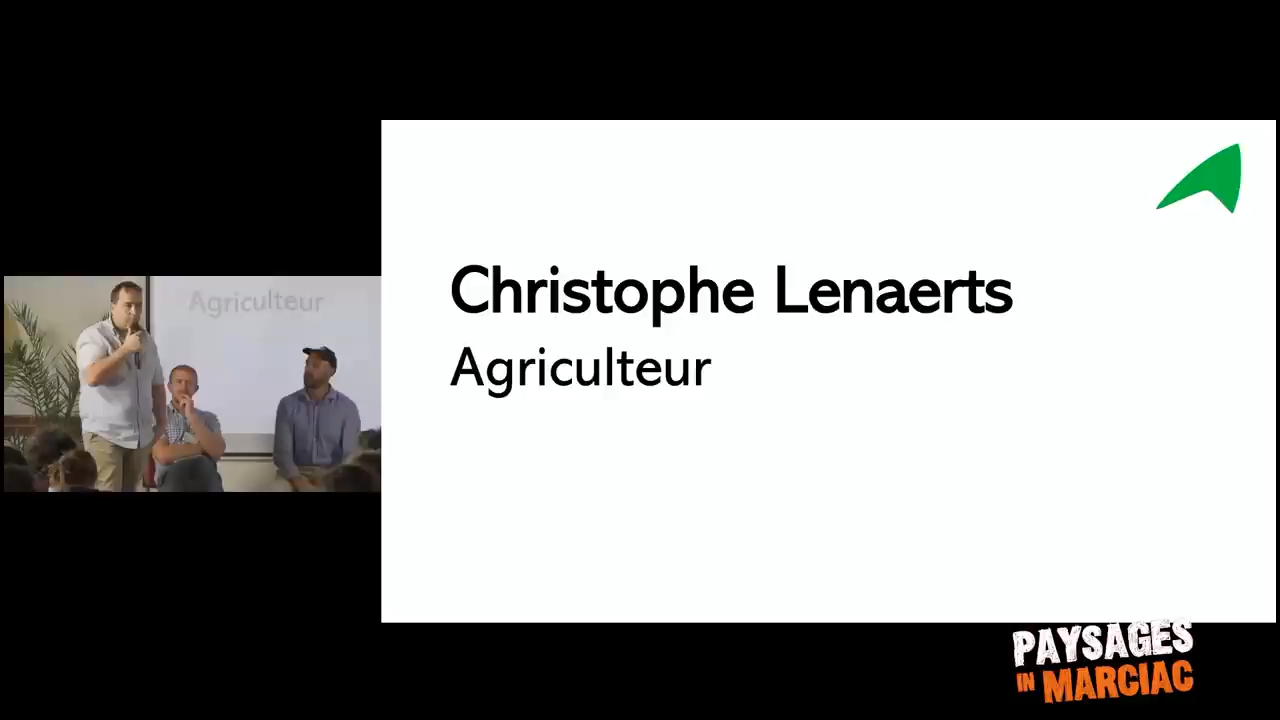 Agriculteur
Christophe Lenaerts
Agriculteur
PAYSAGES
IN MARCIAC